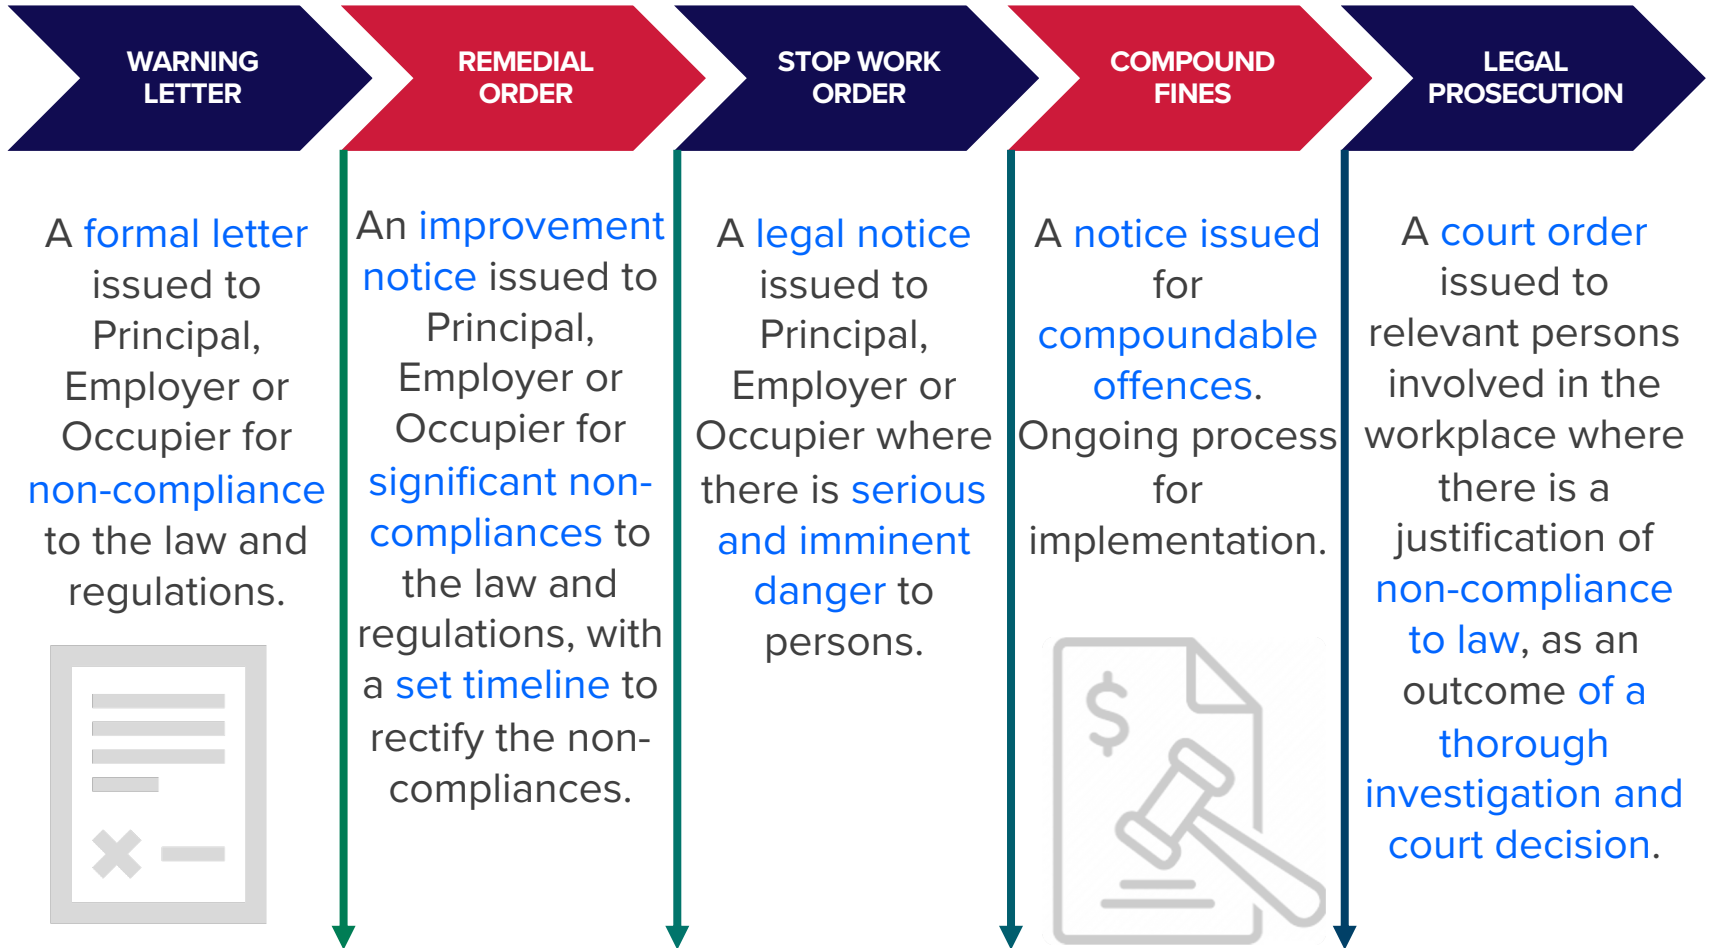 WARNING
LETTER
REMEDIAL
ORDER
STOP WORK
ORDER
COMPOUND
FINES
LEGAL
PROSECUTION
A formal letter
issued to
Principal,
Employer or
Occupier for
non-compliance
to the law and
regulations.
An improvement
notice issued to
Principal,
Employer or
Occupier for
significant non-
compliances to
the law and
regulations, with
a set timeline to
rectify the non-
compliances.
A legal notice
issued to
Principal,
Employer or
Occupier where
there is serious
and imminent
danger to
persons.
A notice issued
for
compoundable
offences.
Ongoing process
for
implementation.
$
A court order
issued to
relevant persons
involved in the
workplace where
there is a
justification of
non-compliance
to law, as an
outcome of a
thorough
investigation and
court decision.